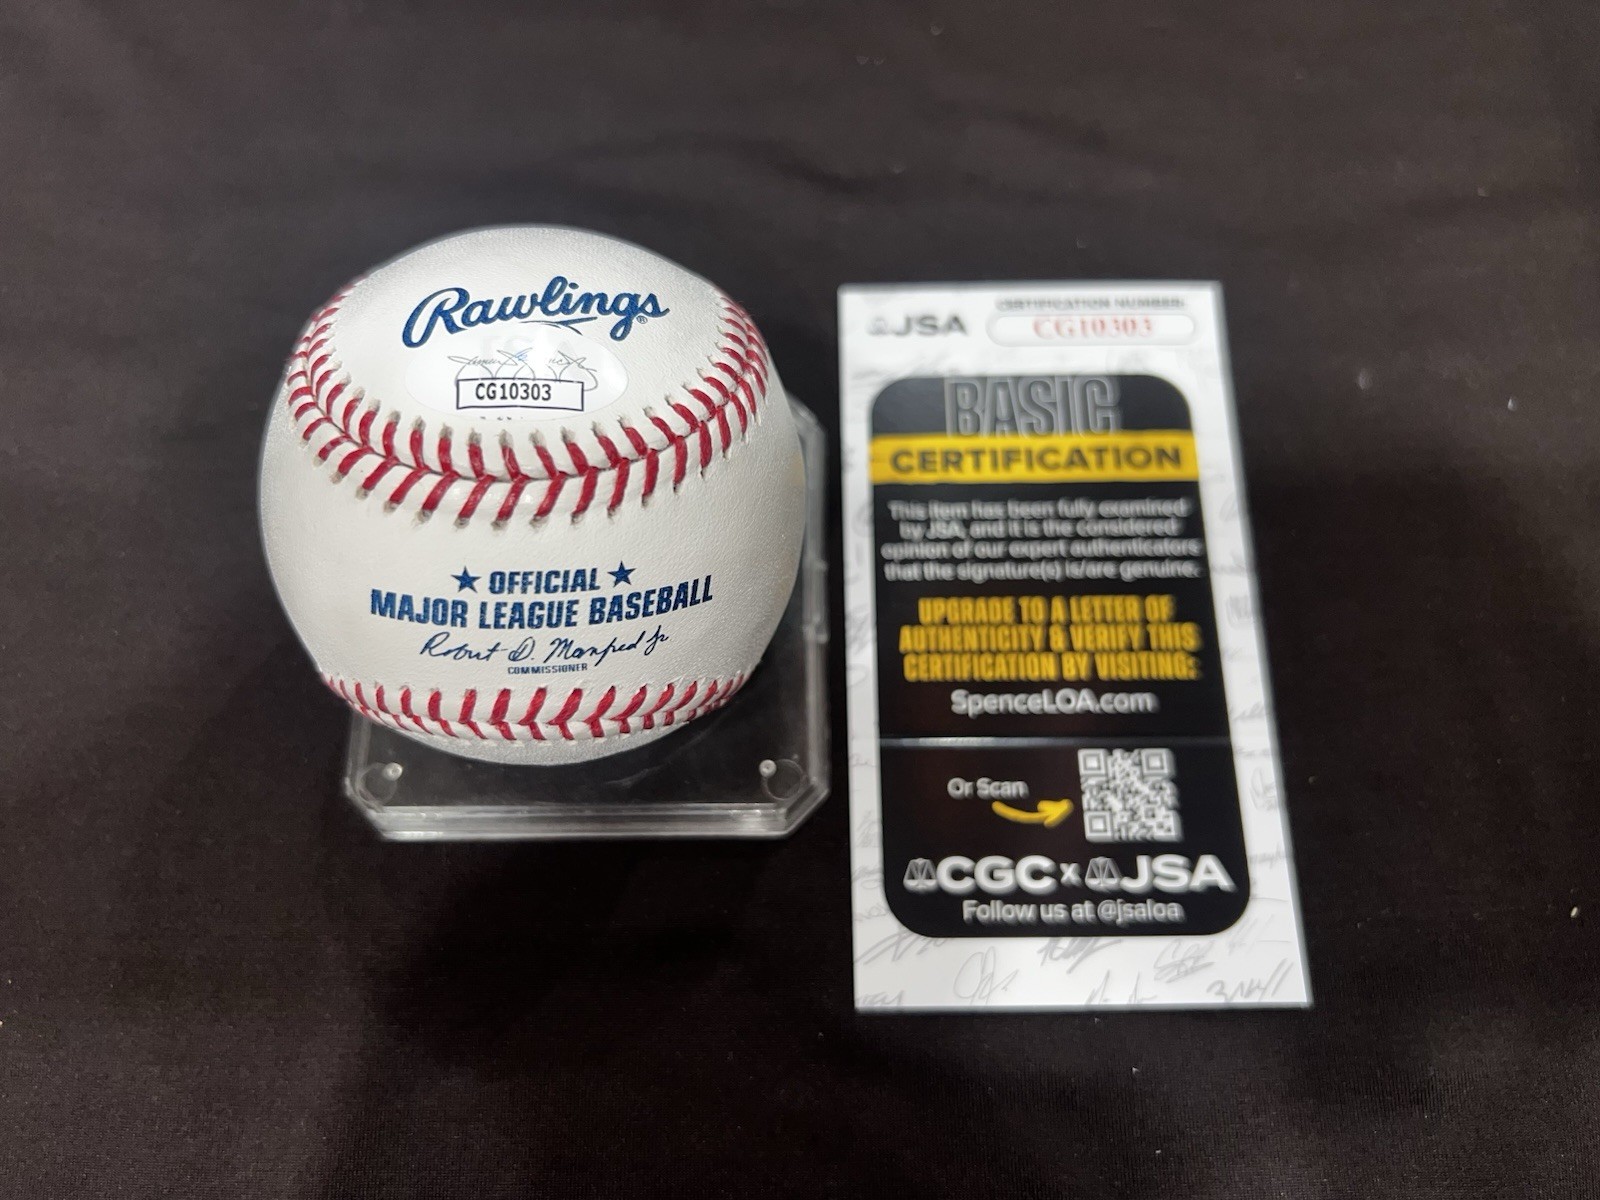 Rawlings®
CG10303
★ OFFICIAL ★
MAJOR LEAGUE BASEBALL
Robert D. Manfred Jr
COMMISSIONER
JSA
CERTIFICATION NUMBER:
CG10303
BASIC
CERTIFICATION
This item has been fully examined
by JSA, and it is the considered
opinion of our expert authenticators
that the signature(s) is/are genuine.
UPGRADE TO A LETTER OF
AUTHENTICITY & VERIFY THIS
CERTIFICATION BY VISITING:
SpenceLOA.com
Or Scan
CGC x JSA
Follow us at @jsaloa